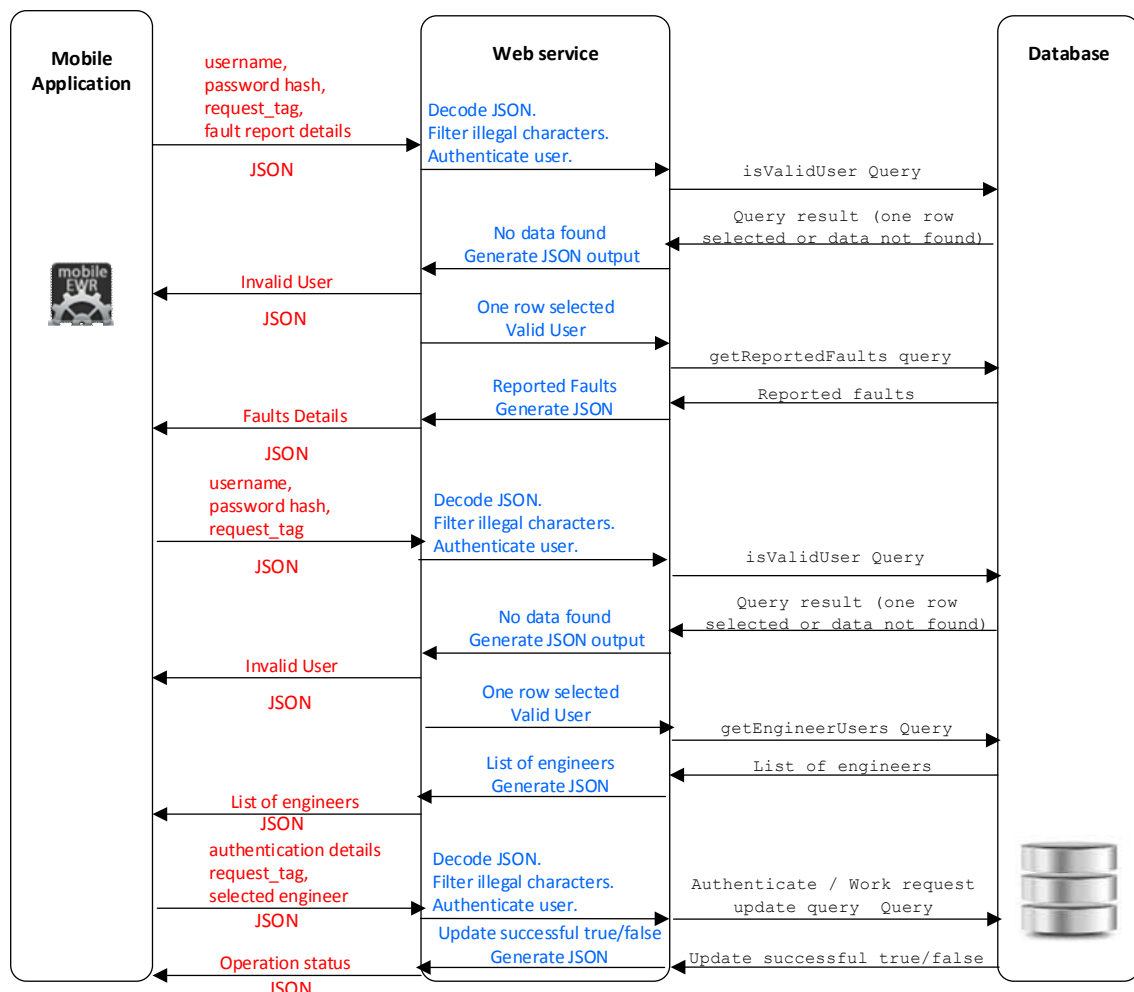 Mobile
Application
Web service
Database
username,
password hash,
request_tag,
fault report details
JSON
Decode JSON.
Filter illegal characters.
Authenticate user.
isValidUser Query
Query result (one row
selected or data not found)
No data found
Generate JSON output
mobile
EWR
Invalid User
JSON
One row selected
Valid User
getReportedFaults query
Reported faults
Reported Faults
Generate JSON
Faults Details
JSON
username,
password hash,
request_tag
JSON
Decode JSON.
Filter illegal characters.
Authenticate user.
isValidUser Query
Query result (one row
selected or data not found)
No data found
Generate JSON output
Invalid User
JSON
One row selected
Valid User
getEngineerUsers Query
List of engineers
List of engineers
Generate JSON
List of engineers
JSON
authentication details
request_tag,
selected engineer
JSON
Decode JSON.
Filter illegal characters.
Authenticate user.
Authenticate / Work request
update query Query
Update successful true/false
Update successful true/false
Generate JSON
Operation status
JSON